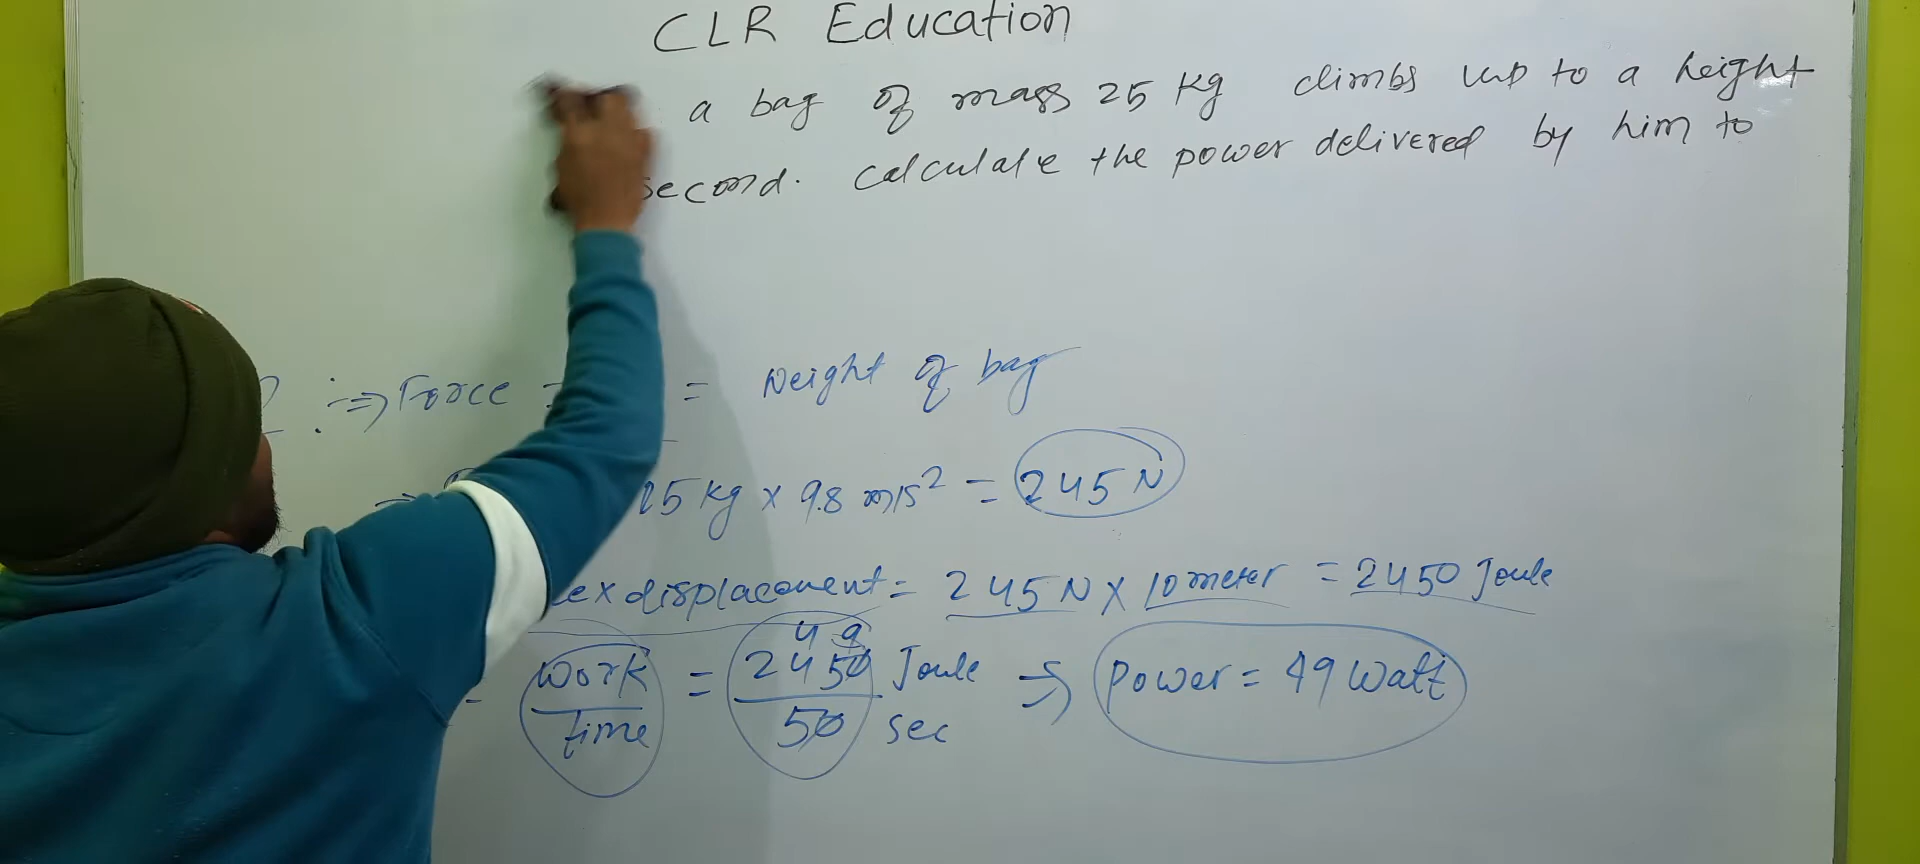 CLR Education
a bag of mass 25 kg climbs up to a height
second. calculate the power delivered by him to
⇒ Force = = Weight of bag
25 kg x 9.8 m/s² = 245 N
ce x displacement = 245 N x 10 meter = 2450 Joule
49
work/time = 2450/50 Joule/sec ⇒ Power = 49 Watt